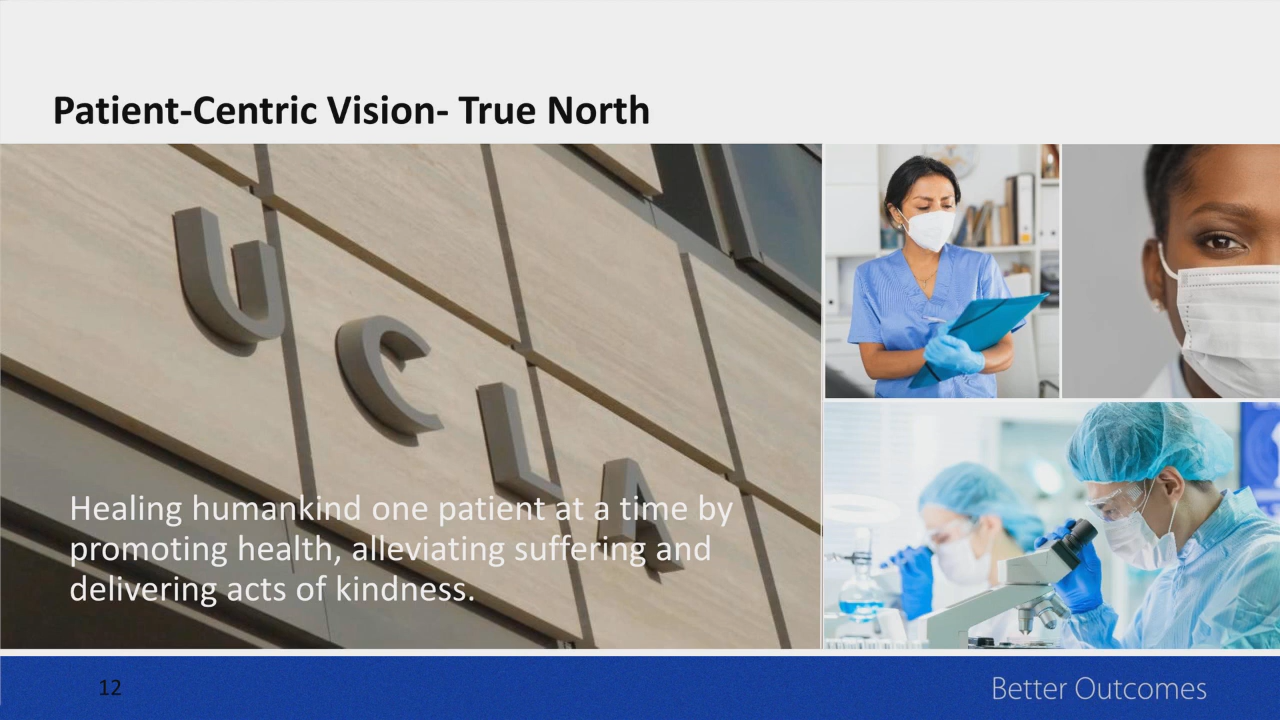 Patient-Centric Vision- True North
UCLA
Healing humankind one patient at a time by
promoting health, alleviating suffering and
delivering acts of kindness.
12
Better Outcomes